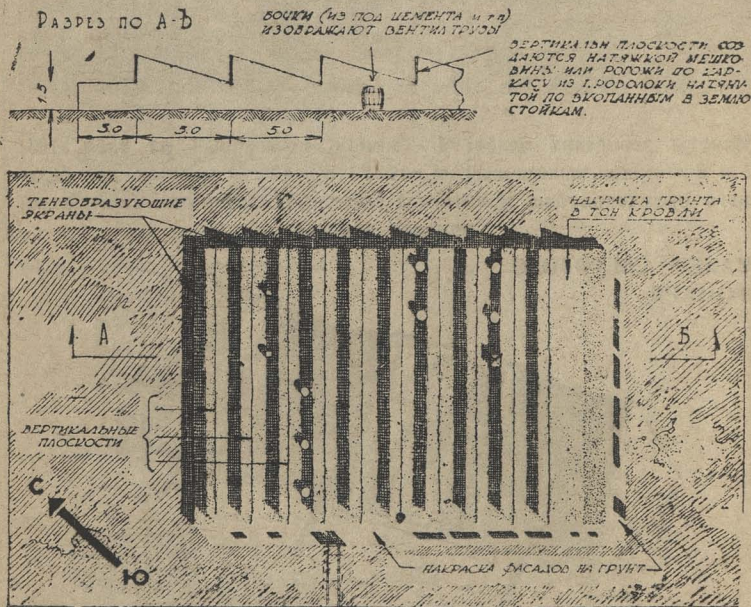 РАЗРЕЗ ПО А-Б
БОЧКИ (ИЗ ПОД ЦЕМЕНТА И Т П)
ИЗОБРАЖАЮТ ВЕНТИЛ ТРУБЫ
ВЕРТИКАЛЬН ПЛОСКОСТИ СОЗ-
ДАЮТСЯ НАТЯЖКОЙ МЕШКО-
ВИНЫ ИЛИ РОГОЖИ ПО КАР-
КАСУ ИЗ ПРОВОЛОКИ НАТЯНУ-
ТОЙ ПО ВКОПАННЫМ В ЗЕМЛЮ
СТОЙКАМ.
1.5
5.0 5.0 5.0
ТЕНЕОБРАЗУЮЩИЕ
ЭКРАНЫ
НАКРАСКА ГРУНТА
В ТОН КРОВЛИ
А
Б
ВЕРТИКАЛЬНЫЕ
ПЛОСКОСТИ
С
Ю
НАКРАСКА ФАСАДОВ НА ГРУНТ